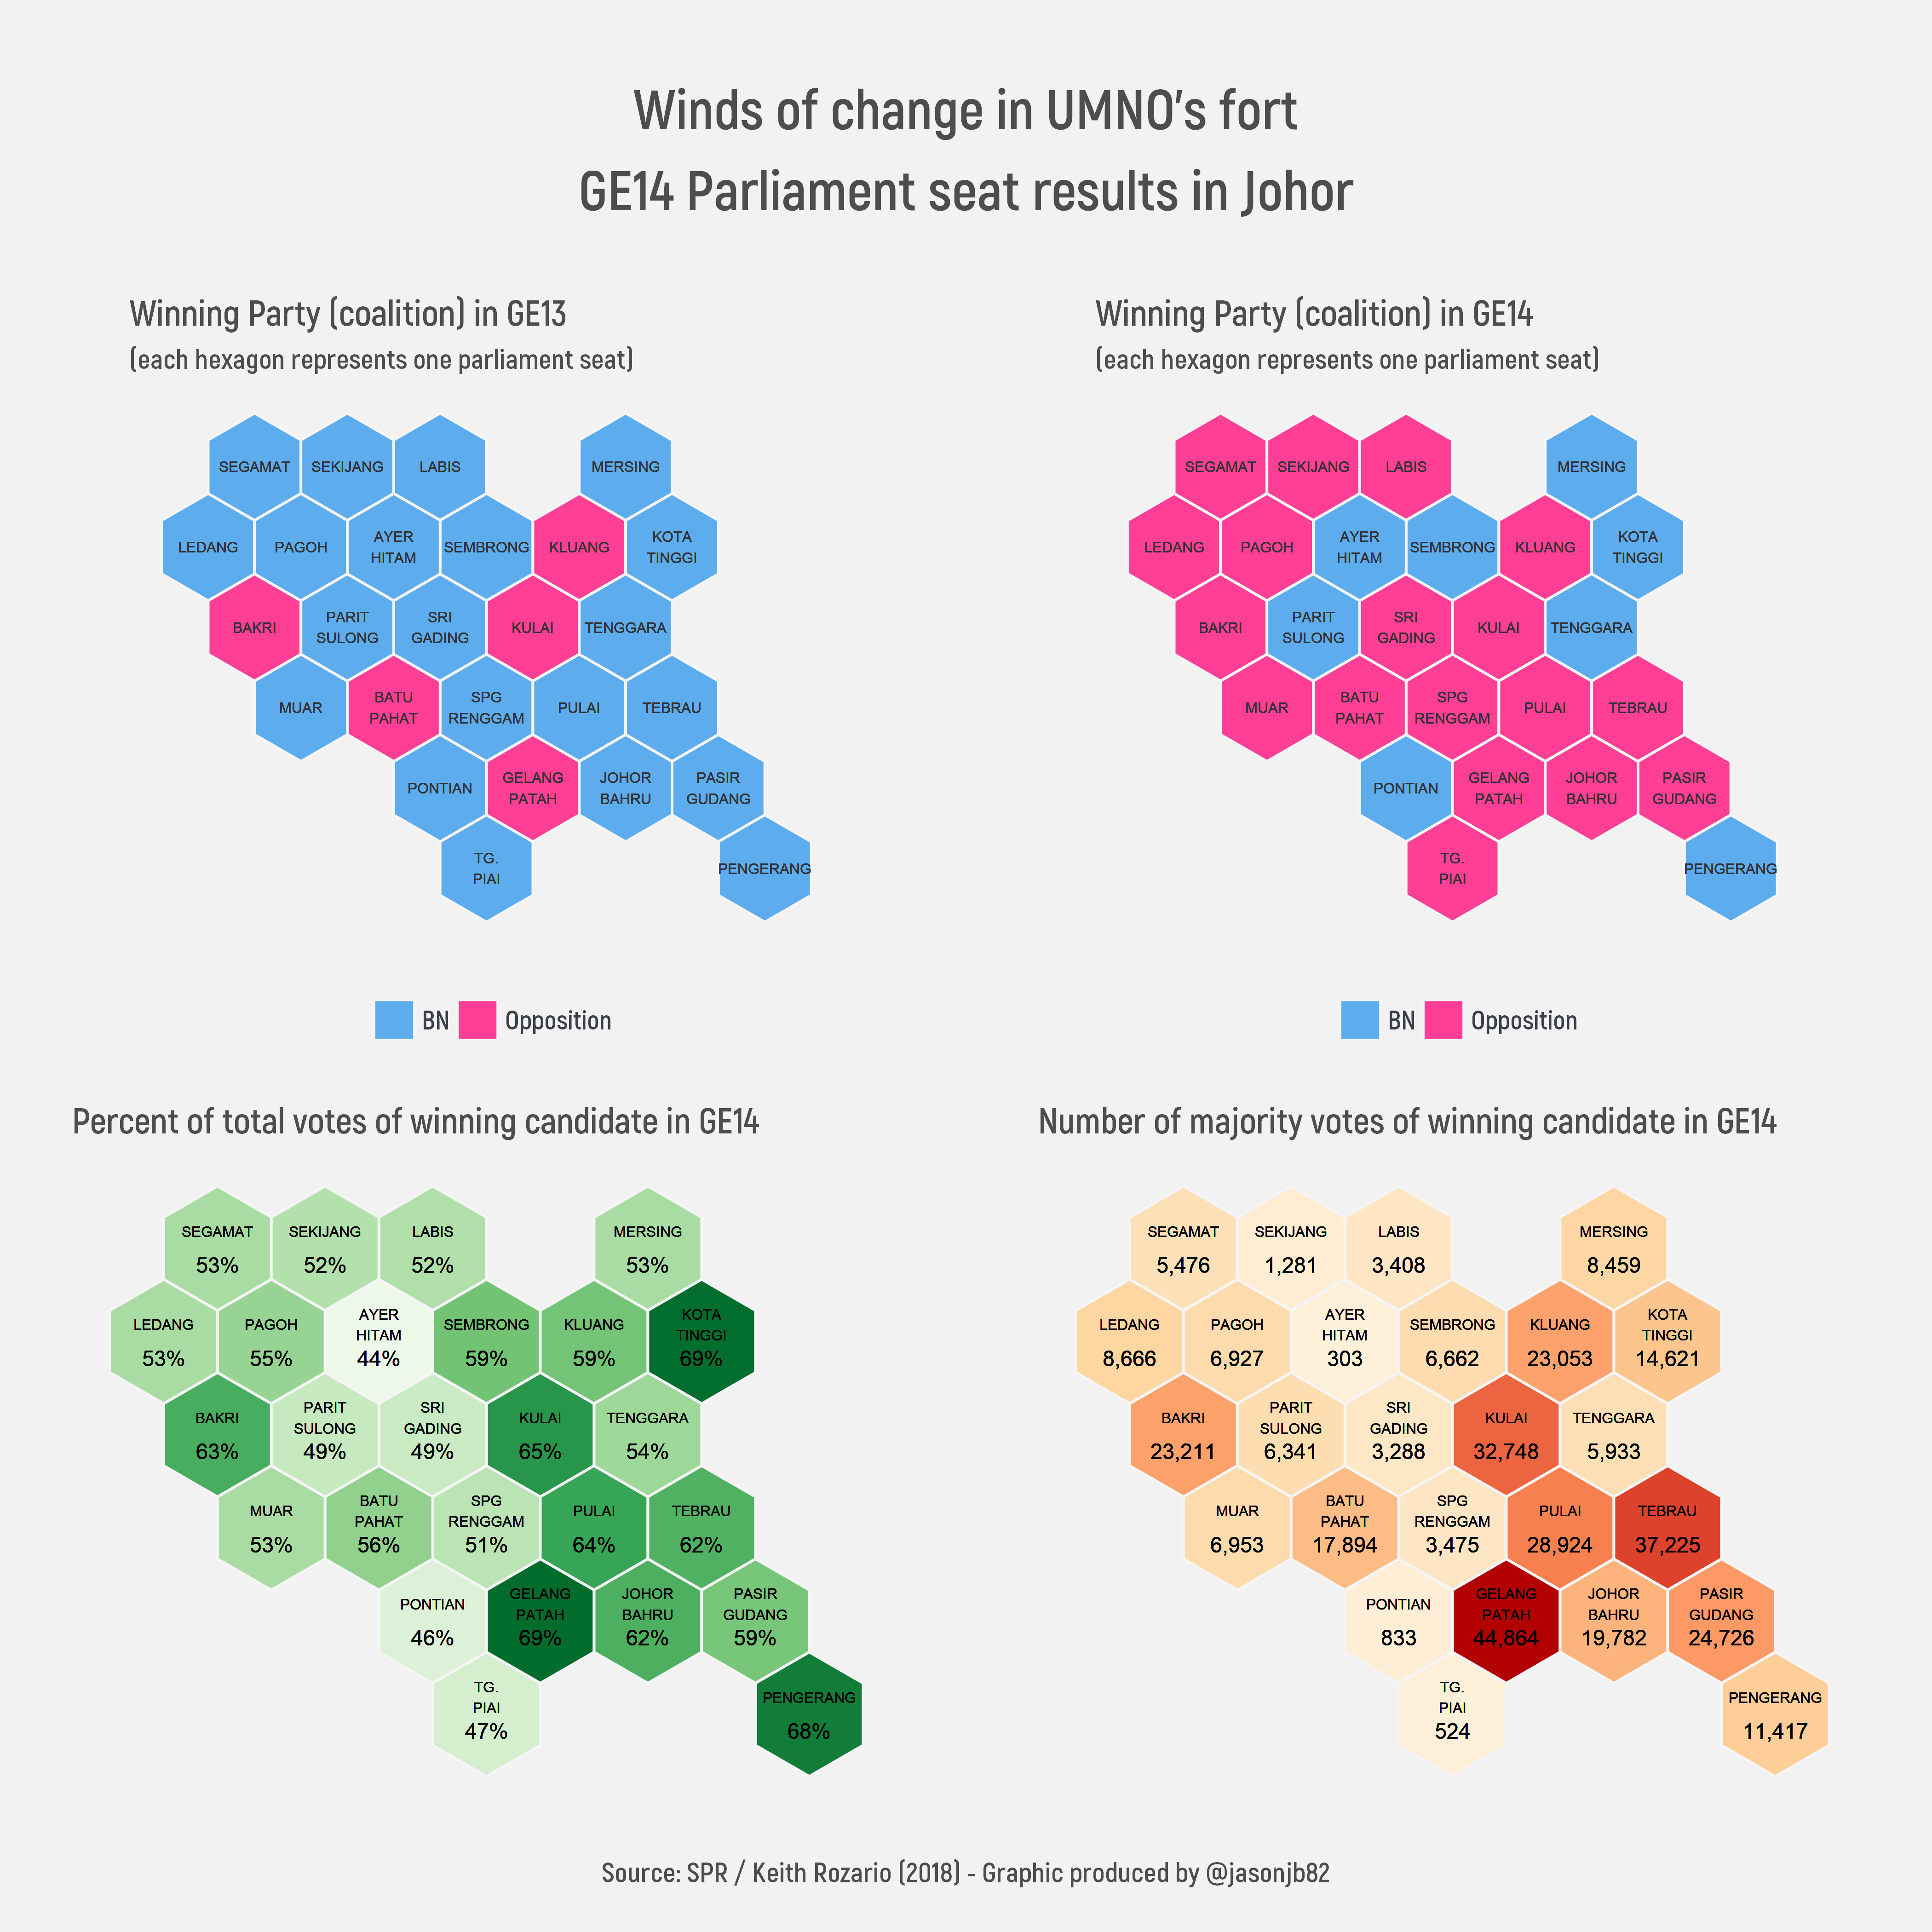 Winds of change in UMNO's fort
GE14 Parliament seat results in Johor
Winning Party (coalition) in GE13
(each hexagon represents one parliament seat)
SEGAMAT SEKIJANG LABIS MERSING
LEDANG PAGOH AYER HITAM SEMBRONG KLUANG KOTA TINGGI
BAKRI PARIT SULONG SRI GADING KULAI TENGGARA
MUAR BATU PAHAT SPG RENGGAM PULAI TEBRAU
PONTIAN GELANG PATAH JOHOR BAHRU PASIR GUDANG
TG. PIAI PENGERANG
BN Opposition
Winning Party (coalition) in GE14
(each hexagon represents one parliament seat)
SEGAMAT SEKIJANG LABIS MERSING
LEDANG PAGOH AYER HITAM SEMBRONG KLUANG KOTA TINGGI
BAKRI PARIT SULONG SRI GADING KULAI TENGGARA
MUAR BATU PAHAT SPG RENGGAM PULAI TEBRAU
PONTIAN GELANG PATAH JOHOR BAHRU PASIR GUDANG
TG. PIAI PENGERANG
BN Opposition
Percent of total votes of winning candidate in GE14
SEGAMAT 53% SEKIJANG 52% LABIS 52% MERSING 53%
LEDANG 53% PAGOH 55% AYER HITAM 44% SEMBRONG 59% KLUANG 59% KOTA TINGGI 69%
BAKRI 63% PARIT SULONG 49% SRI GADING 49% KULAI 65% TENGGARA 54%
MUAR 53% BATU PAHAT 56% SPG RENGGAM 51% PULAI 64% TEBRAU 62%
PONTIAN 46% GELANG PATAH 69% JOHOR BAHRU 62% PASIR GUDANG 59%
TG. PIAI 47% PENGERANG 68%
Number of majority votes of winning candidate in GE14
SEGAMAT 5,476 SEKIJANG 1,281 LABIS 3,408 MERSING 8,459
LEDANG 8,666 PAGOH 6,927 AYER HITAM 303 SEMBRONG 6,662 KLUANG 23,053 KOTA TINGGI 14,621
BAKRI 23,211 PARIT SULONG 6,341 SRI GADING 3,288 KULAI 32,748 TENGGARA 5,933
MUAR 6,953 BATU PAHAT 17,894 SPG RENGGAM 3,475 PULAI 28,924 TEBRAU 37,225
PONTIAN 833 GELANG PATAH 44,864 JOHOR BAHRU 19,782 PASIR GUDANG 24,726
TG. PIAI 524 PENGERANG 11,417
Source: SPR / Keith Rozario (2018) - Graphic produced by @jasonjb82